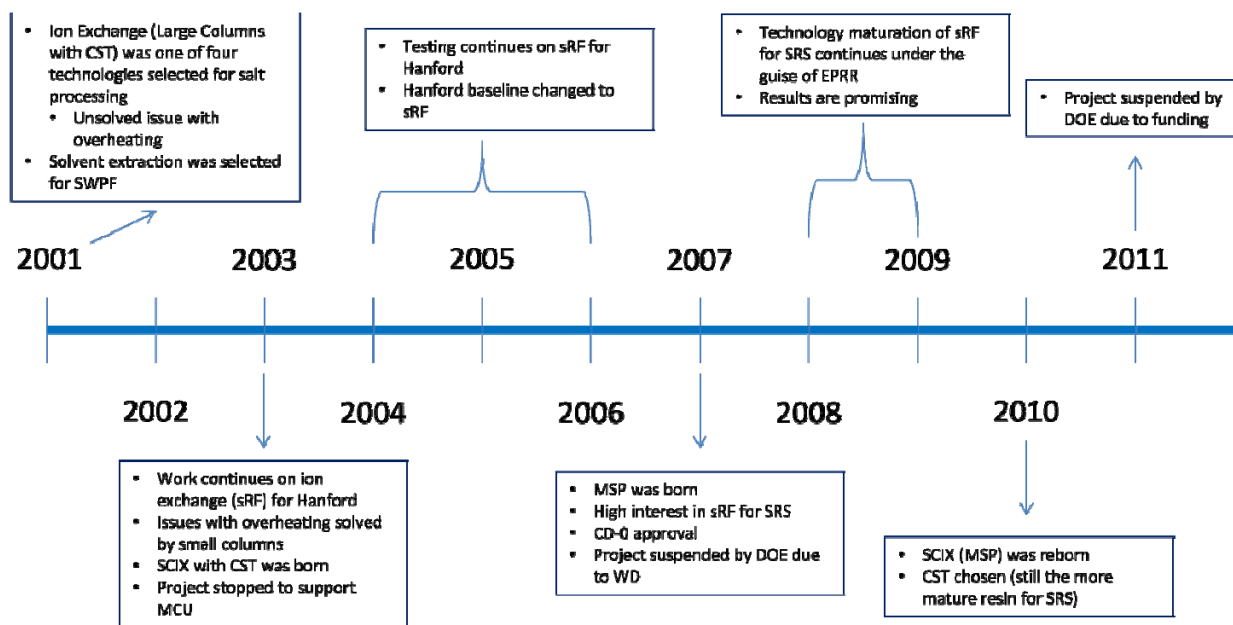 • Ion Exchange (Large Columns
with CST) was one of four
technologies selected for salt
processing
• Unsolved issue with
overheating
• Solvent extraction was selected
for SWPF
• Testing continues on sRF for
Hanford
• Hanford baseline changed to
sRF
• Technology maturation of sRF
for SRS continues under the
guise of EPRR
• Results are promising
• Project suspended by
DOE due to funding
2001
2003
2005
2007
2009
2011
2002
2004
2006
2008
2010
• Work continues on ion
exchange (sRF) for Hanford
• Issues with overheating solved
by small columns
• SCIX with CST was born
• Project stopped to support
MCU
• MSP was born
• High interest in sRF for SRS
• CD-0 approval
• Project suspended by DOE due
to WD
• SCIX (MSP) was reborn
• CST chosen (still the more
mature resin for SRS)